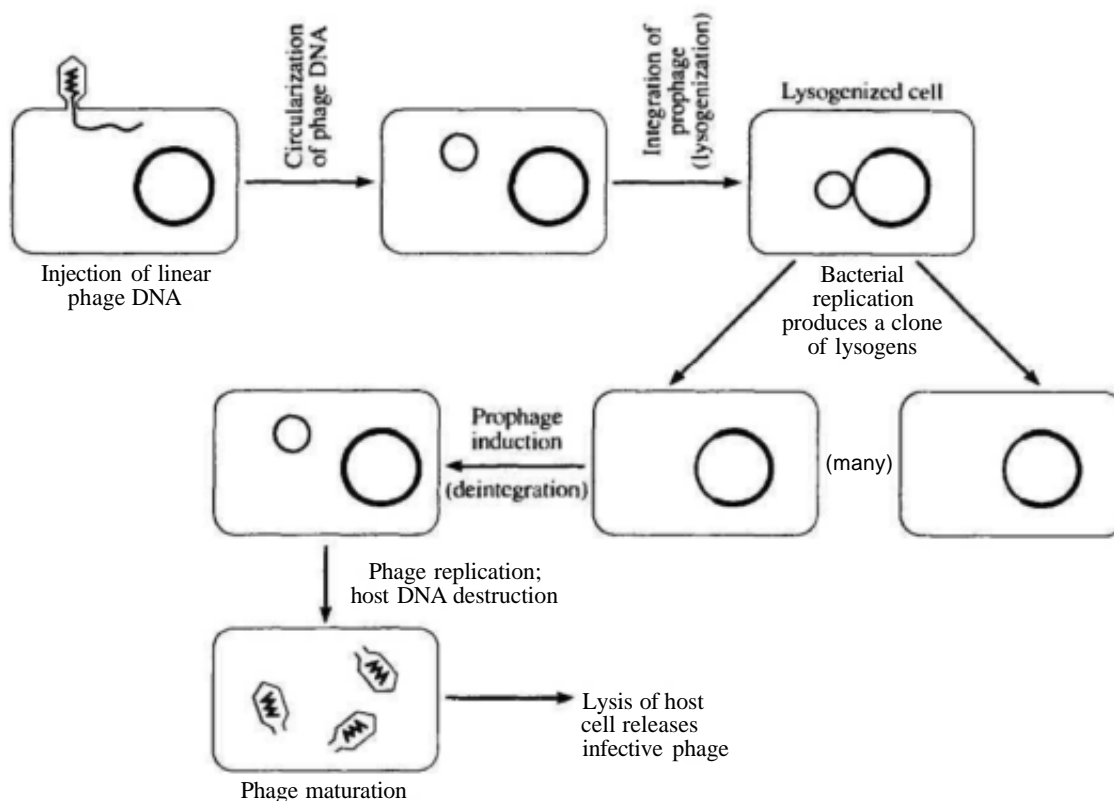 Circularization
of phage DNA
Integration of
prophage
(lysogenization)
Lysogenized cell
Injection of linear
phage DNA
Bacterial
replication
produces a clone
of lysogens
Prophage
induction
(deintegration)
(many)
Phage replication;
host DNA destruction
Lysis of host
cell releases
infective phage
Phage maturation